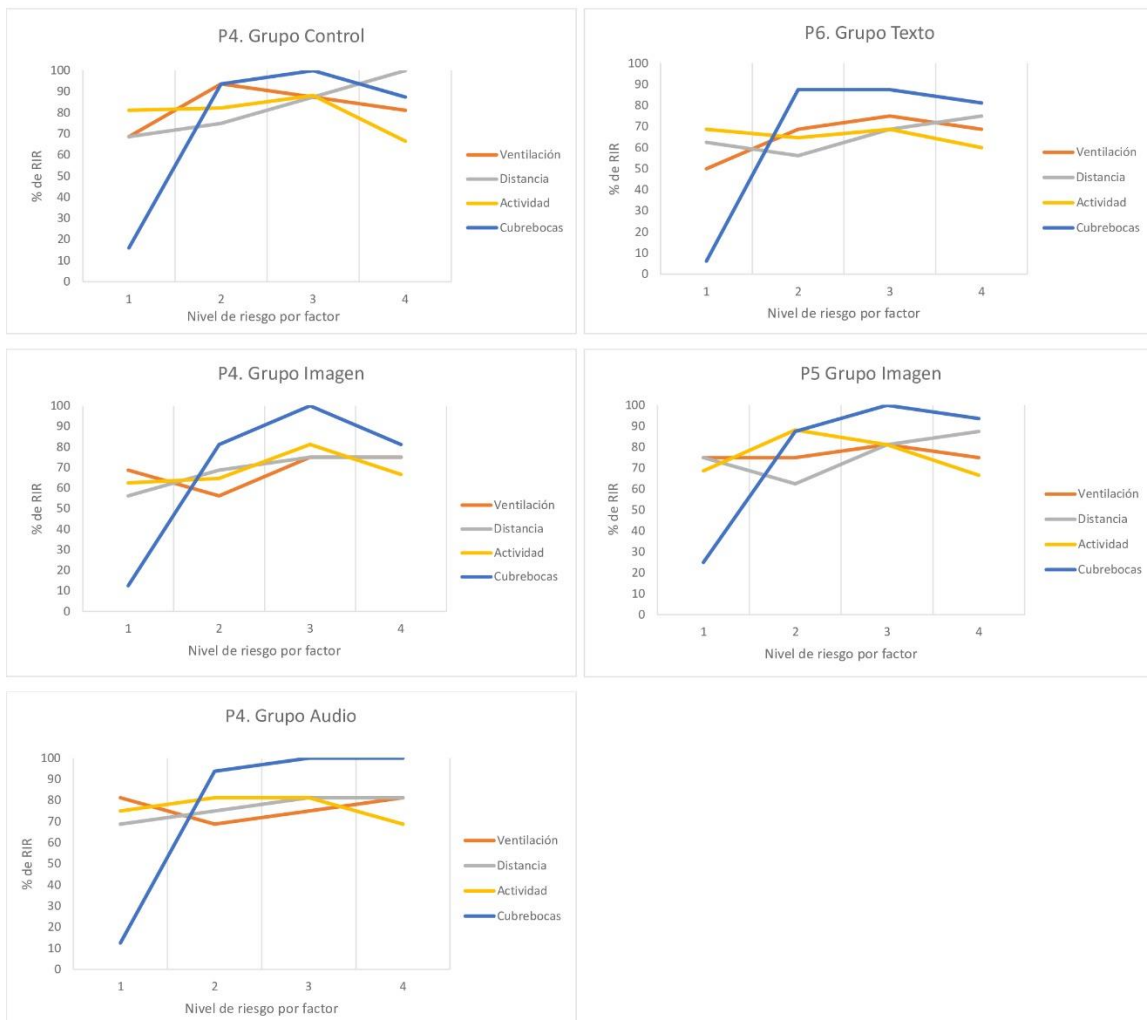 P4. Grupo Control
% de RIR
100
90
80
70
60
50
40
30
20
10
0
1 2 3 4
Nivel de riesgo por factor
Ventilación
Distancia
Actividad
Cubrebocas
P6. Grupo Texto
% de RIR
100
90
80
70
60
50
40
30
20
10
0
1 2 3 4
Nivel de riesgo por factor
Ventilación
Distancia
Actividad
Cubrebocas
P4. Grupo Imagen
% de RIR
100
90
80
70
60
50
40
30
20
10
0
1 2 3 4
Nivel de riesgo por factor
Ventilación
Distancia
Actividad
Cubrebocas
P5 Grupo Imagen
% de RIR
100
90
80
70
60
50
40
30
20
10
0
1 2 3 4
Nivel de riesgo por factor
Ventilación
Distancia
Actividad
Cubrebocas
P4. Grupo Audio
% de RIR
100
90
80
70
60
50
40
30
20
10
0
1 2 3 4
Nivel de riesgo por factor
Ventilación
Distancia
Actividad
Cubrebocas